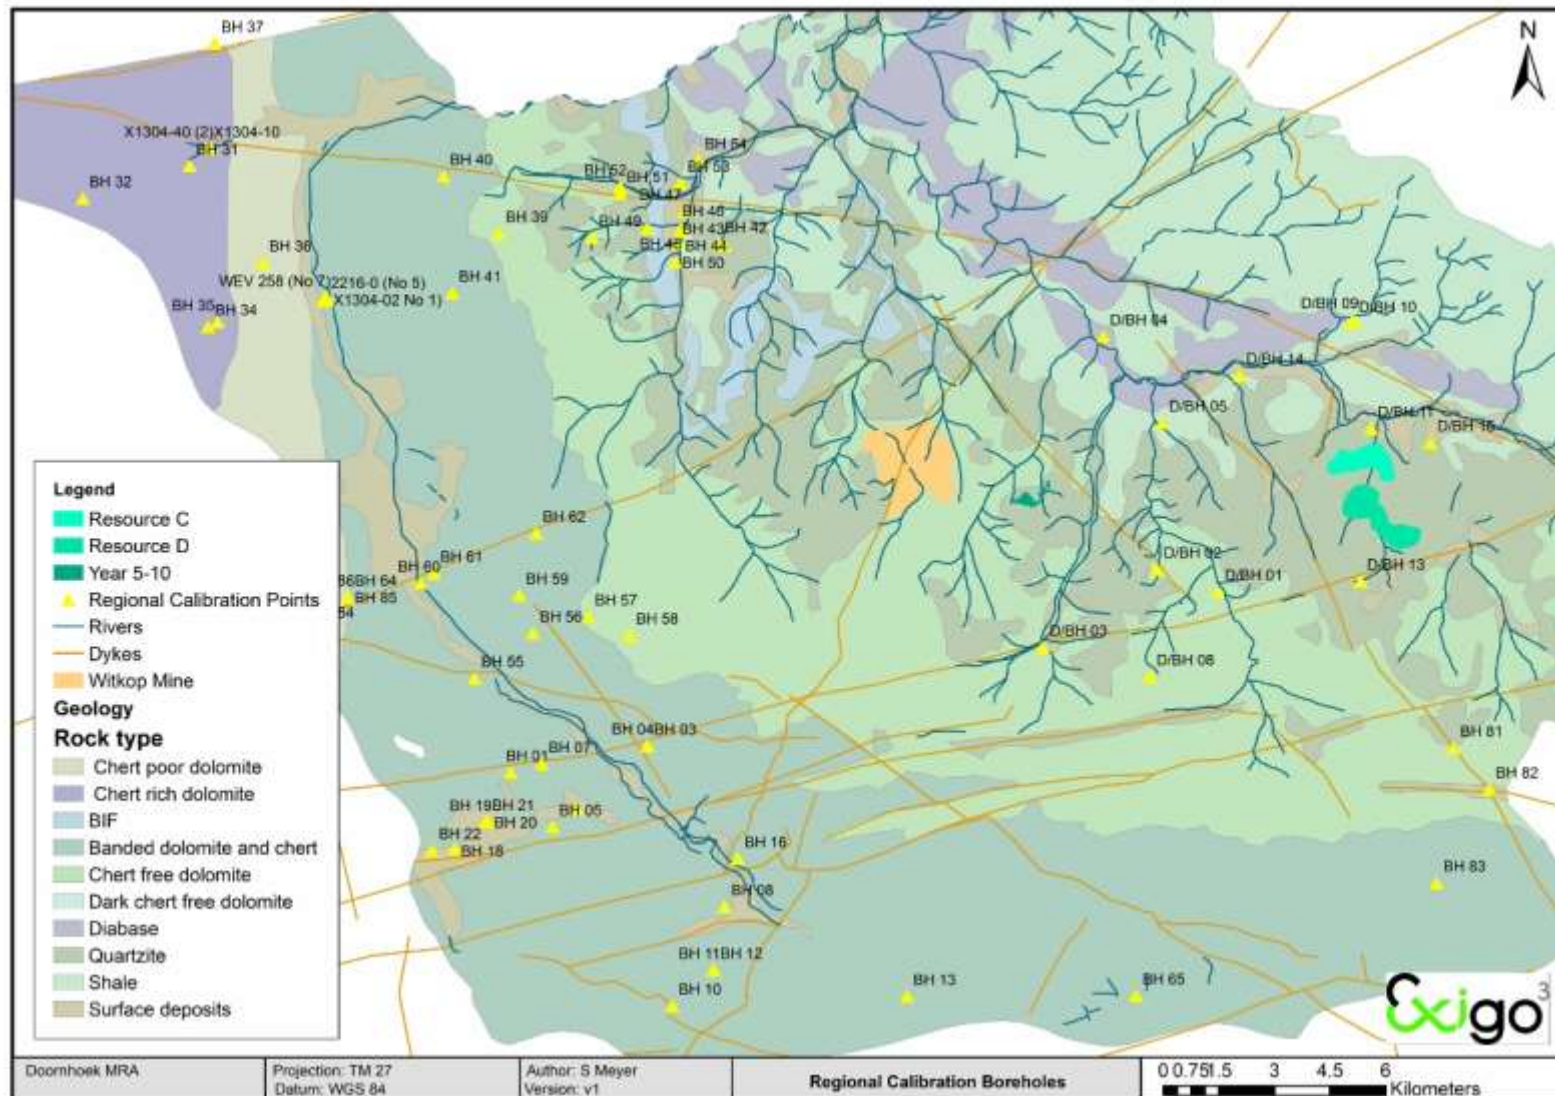 BH 37
N
X1304-40 (2)X1304-10
BH 31
BH 32
BH 40
BH 54
BH 52
BH 51
BH 53
BH 47
BH 39
BH 49
BH 46
BH 43
BH 42
BH 45
BH 44
BH 50
BH 36
WEV 258 (No 7)
2216-0 (No 5)
X1304-02 No 1)
BH 41
BH 35
BH 34
D/BH 09
D/BH 10
D/BH 04
D/BH 14
D/BH 05
D/BH 11
D/BH 15
BH 62
BH 61
BH 60
BH 59
BH 64
BH 85
BH 57
BH 56
BH 58
BH 55
D/BH 02
D/BH 01
D/BH 13
D/BH 03
D/BH 08
BH 04
BH 03
BH 07
BH 01
BH 81
BH 82
BH 19
BH 21
BH 20
BH 05
BH 22
BH 18
BH 16
BH 08
BH 83
BH 11
BH 12
BH 10
BH 13
BH 65
Legend
Resource C
Resource D
Year 5-10
Regional Calibration Points
Rivers
Dykes
Witkop Mine
Geology
Rock type
Chert poor dolomite
Chert rich dolomite
BIF
Banded dolomite and chert
Chert free dolomite
Dark chert free dolomite
Diabase
Quartzite
Shale
Surface deposits
Exigo 3
Doornhoek MRA
Projection: TM 27
Datum: WGS 84
Author: S Meyer
Version: v1
Regional Calibration Boreholes
0 0.75 1.5 3 4.5 6
Kilometers